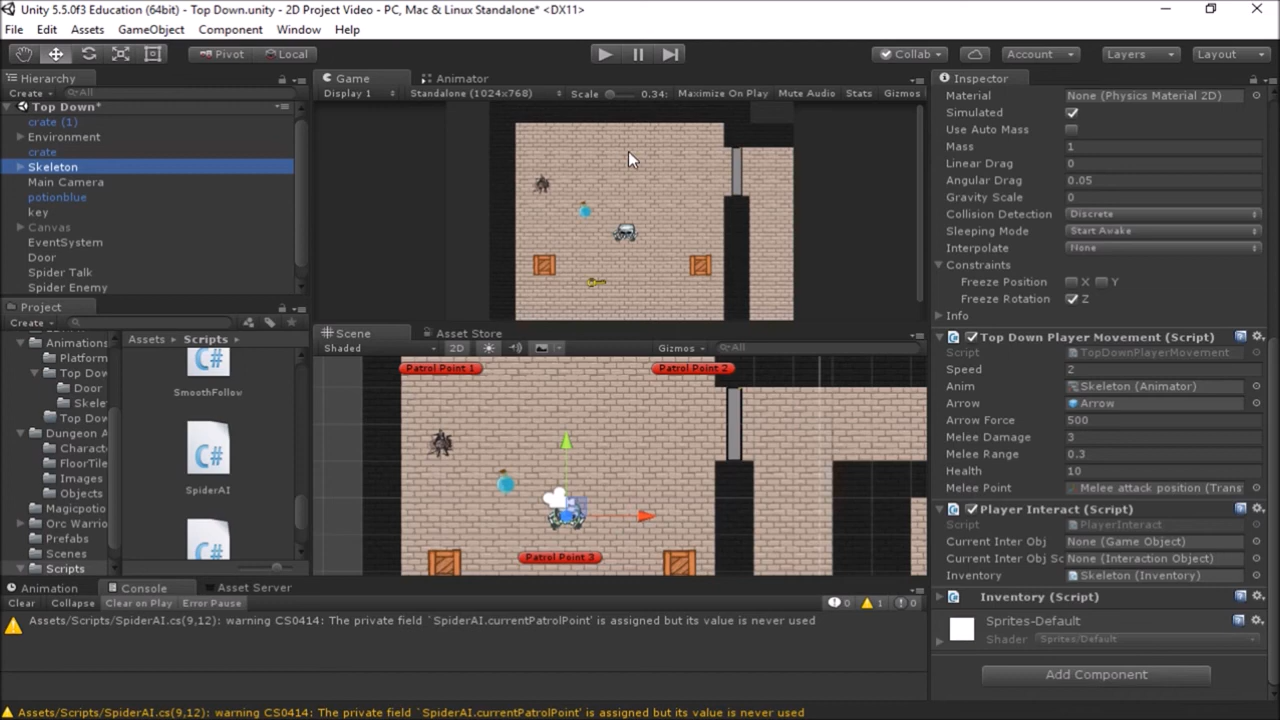 Unity 5.5.0f3 Education (64bit) - Top Down.unity - 2D Project Video - PC, Mac & Linux Standalone* <DX11>
File Edit Assets GameObject Component Window Help
Pivot Local Collab Account Layers Layout
Hierarchy
Create All
Top Down*
crate (1)
Environment
crate
Skeleton
Main Camera
potionblue
key
Canvas
EventSystem
Door
Spider Talk
Spider Enemy
Project
Create
Animations
Platform
Top Dow
Door
Skele
Top Dow
Dungeon A
Charact
FloorTile
Images
Objects
Magicpotio
Orc Warrio
Prefabs
Scenes
Scripts
Assets Scripts
C#
SmoothFollow
C#
SpiderAI
C#
Game Animator
Display 1 Standalone (1024x768) Scale 0.34: Maximize On Play Mute Audio Stats Gizmos
Scene Asset Store
Shaded 2D Gizmos All
Patrol Point 1 Patrol Point 2
Patrol Point 3
Inspector
Material None (Physics Material 2D)
Simulated
Use Auto Mass
Mass 1
Linear Drag 0
Angular Drag 0.05
Gravity Scale 0
Collision Detection Discrete
Sleeping Mode Start Awake
Interpolate None
Constraints
Freeze Position X Y
Freeze Rotation Z
Info
Top Down Player Movement (Script)
Script TopDownPlayerMovement
Speed 2
Anim Skeleton (Animator)
Arrow Arrow
Arrow Force 500
Melee Damage 3
Melee Range 0.3
Health 10
Melee Point Melee attack position (Trans
Player Interact (Script)
Script PlayerInteract
Current Inter Obj None (Game Object)
Current Inter Obj Sc None (Interaction Object)
Inventory Skeleton (Inventory)
Inventory (Script)
Sprites-Default
Shader Sprites/Default
Add Component
Animation Console Asset Server
Clear Collapse Clear on Play Error Pause 0 1 0
Assets/Scripts/SpiderAI.cs(9,12): warning CS0414: The private field `SpiderAI.currentPatrolPoint' is assigned but its value is never used
Assets/Scripts/SpiderAI.cs(9,12): warning CS0414: The private field `SpiderAI.currentPatrolPoint' is assigned but its value is never used